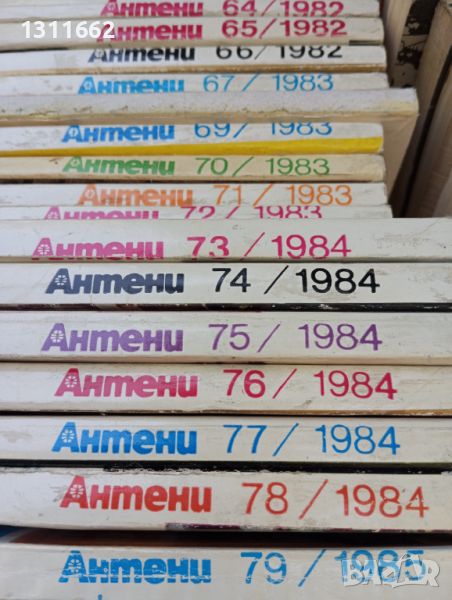 1311662
Антени 64/1982
Антени 65/1982
Антени 66/1982
Антени 67/1983
Антени 69/1983
Антени 70/1983
Антени 71/1983
Антени 72/1983
Антени 73/1984
Антени 74/1984
Антени 75/1984
Антени 76/1984
Антени 77/1984
Антени 78/1984
Антени 79/1985
BAZAR